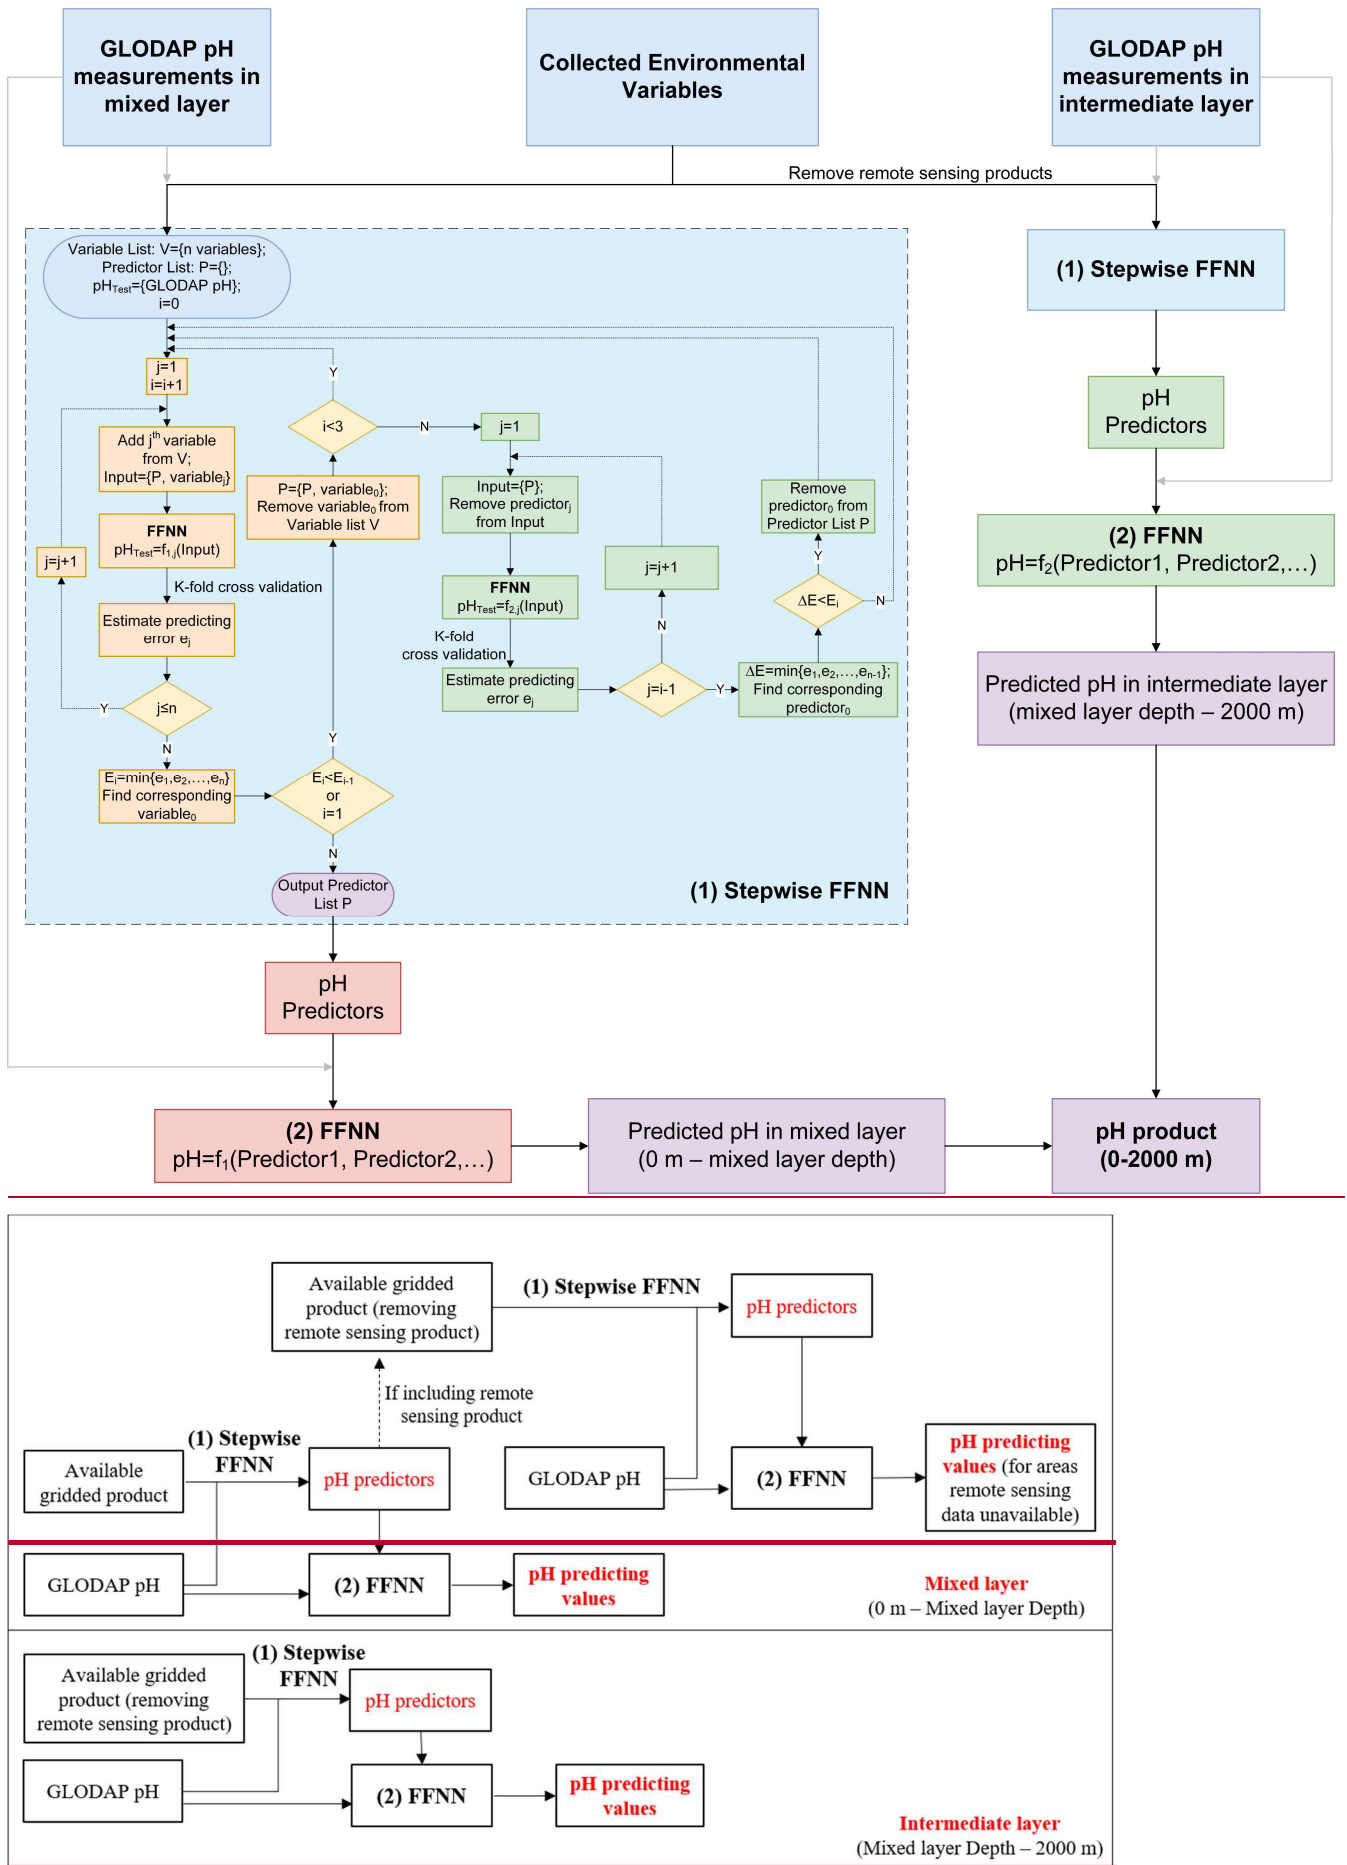 GLODAP pH
measurements in
mixed layer
Collected Environmental
Variables
GLODAP pH
measurements in
intermediate layer
Remove remote sensing products
Variable List: V={n variables};
Predictor List: P={};
pHTest={GLODAP pH};
i=0
j=1
i=i+1
Add jth variable
from V;
Input={P, variablej}
FFNN
pHTest=f1,j(Input)
j=j+1
K-fold cross validation
Estimate predicting
error ej
j≤n
Y
N
Ei=min{e1,e2,…,en}
Find corresponding
variable0
Ei<Ei-1
or
i=1
Y
N
P={P, variable0};
Remove variable0 from
Variable list V
i<3
Y
N
j=1
Input={P};
Remove predictorj
from Input
FFNN
pHTest=f2,j(Input)
K-fold
cross validation
Estimate predicting
error ej
j=i-1
N
Y
j=j+1
ΔE=min{e1,e2,…,en-1};
Find corresponding
predictor0
ΔE<Ei
Y
N
Remove
predictor0 from
Predictor List P
Output Predictor
List P
(1) Stepwise FFNN
(1) Stepwise FFNN
pH
Predictors
(2) FFNN
pH=f2(Predictor1, Predictor2,…)
Predicted pH in intermediate layer
(mixed layer depth – 2000 m)
pH
Predictors
(2) FFNN
pH=f1(Predictor1, Predictor2,…)
Predicted pH in mixed layer
(0 m – mixed layer depth)
pH product
(0-2000 m)
Available gridded
product (removing
remote sensing product)
(1) Stepwise FFNN
pH predictors
If including remote
sensing product
(1) Stepwise
FFNN
Available
gridded product
pH predictors
GLODAP pH
(2) FFNN
pH predicting
values (for areas
remote sensing
data unavailable)
GLODAP pH
(2) FFNN
pH predicting
values
Mixed layer
(0 m – Mixed layer Depth)
(1) Stepwise
FFNN
Available gridded
product (removing
remote sensing product)
pH predictors
GLODAP pH
(2) FFNN
pH predicting
values
Intermediate layer
(Mixed layer Depth – 2000 m)